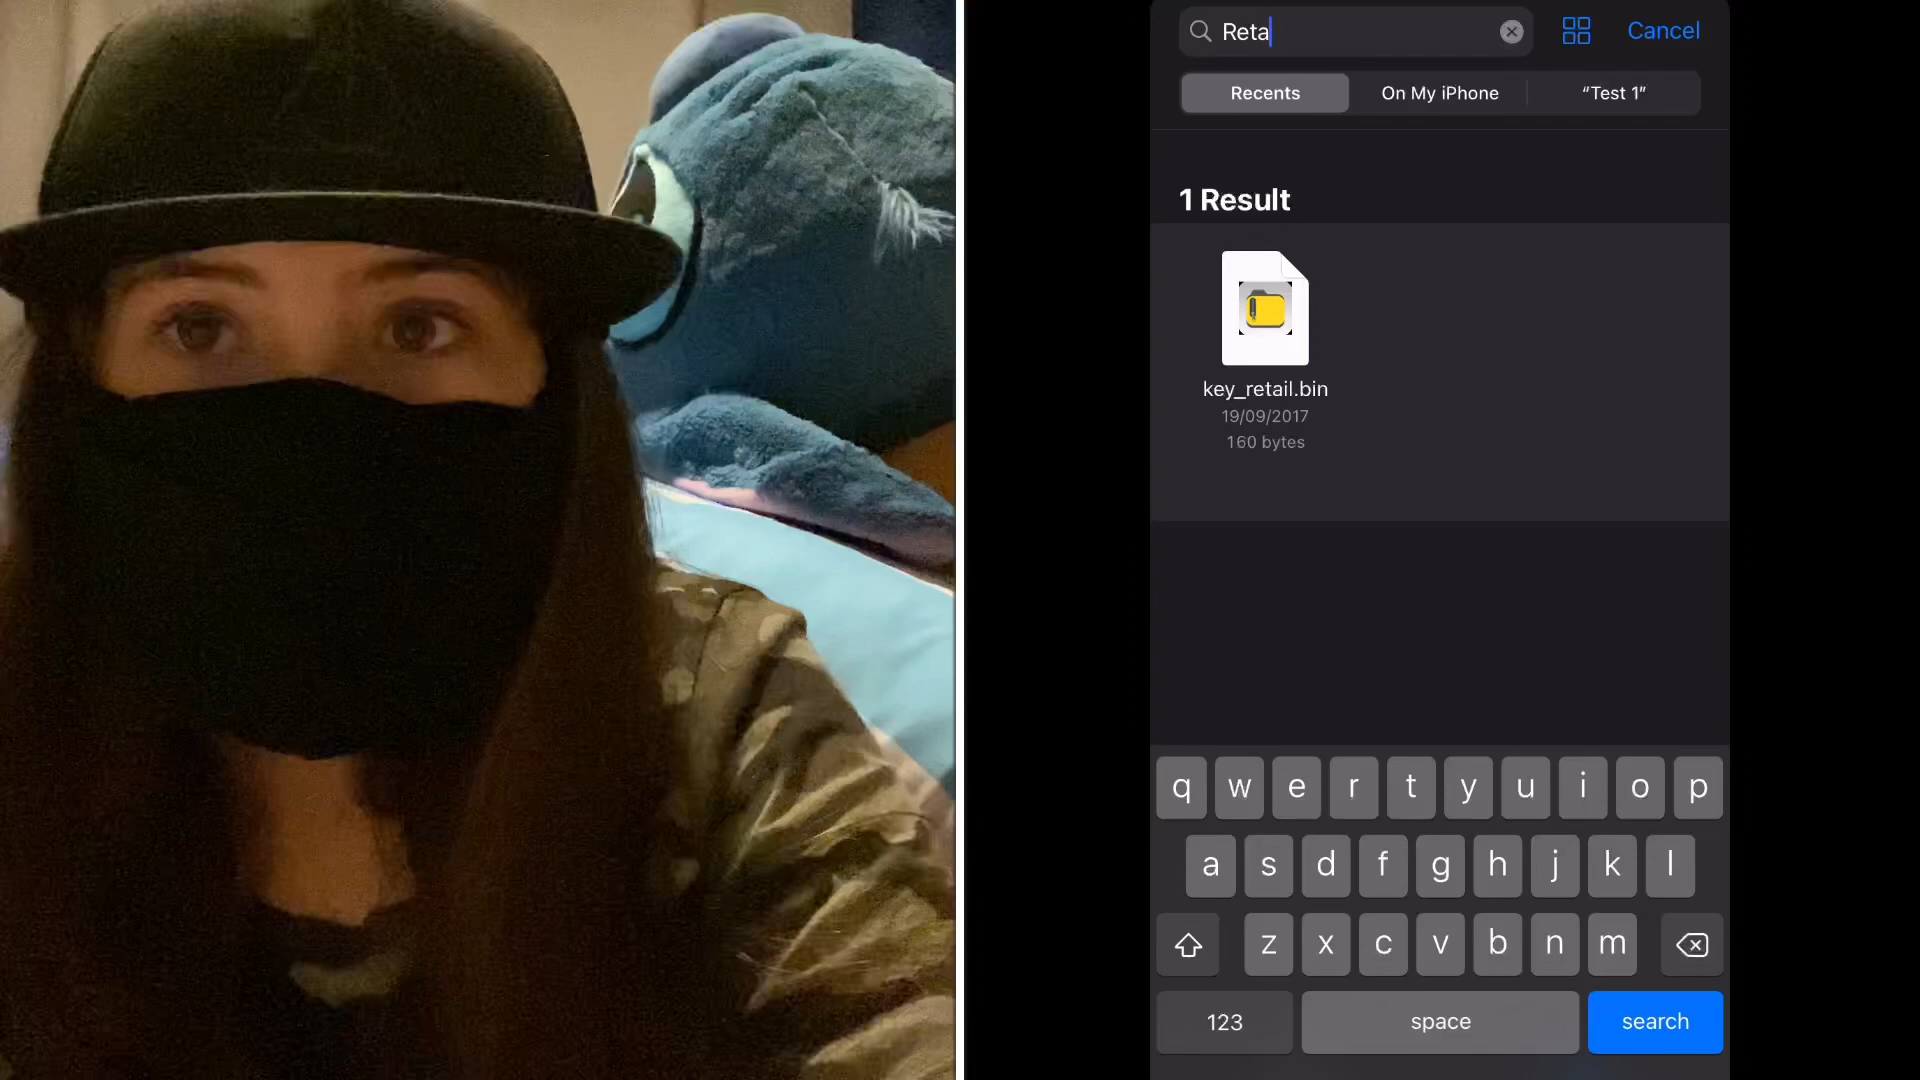 Reta
Cancel
Recents
On My iPhone
“Test 1”
1 Result
key_retail.bin
19/09/2017
160 bytes
q w e r t y u i o p
a s d f g h j k l
z x c v b n m
123
space
search